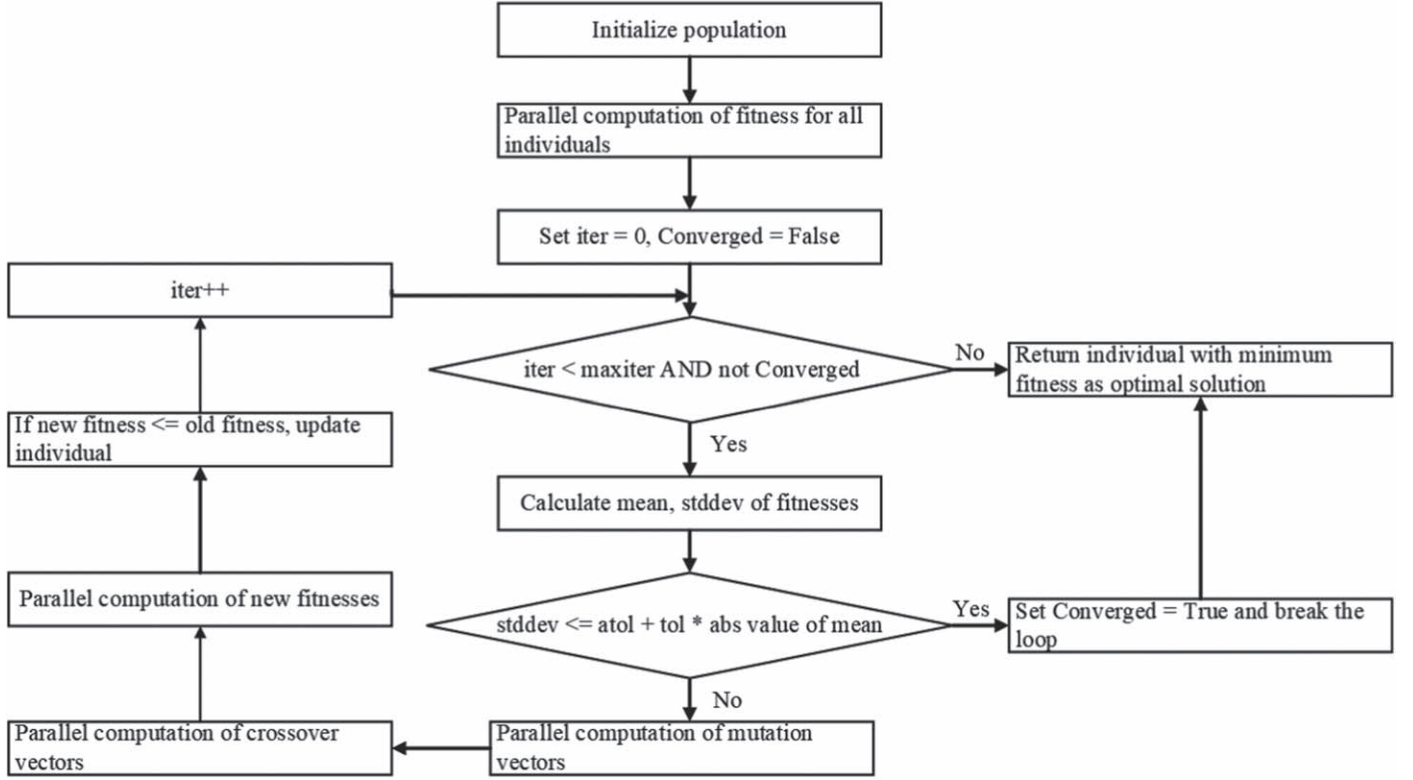 Initialize population
Parallel computation of fitness for all
individuals
Set iter = 0, Converged = False
iter++
iter < maxiter AND not Converged
No
Return individual with minimum
fitness as optimal solution
If new fitness <= old fitness, update
individual
Yes
Calculate mean, stddev of fitnesses
Parallel computation of new fitnesses
stddev <= atol + tol * abs value of mean
Yes
Set Converged = True and break the
loop
No
Parallel computation of crossover
vectors
Parallel computation of mutation
vectors